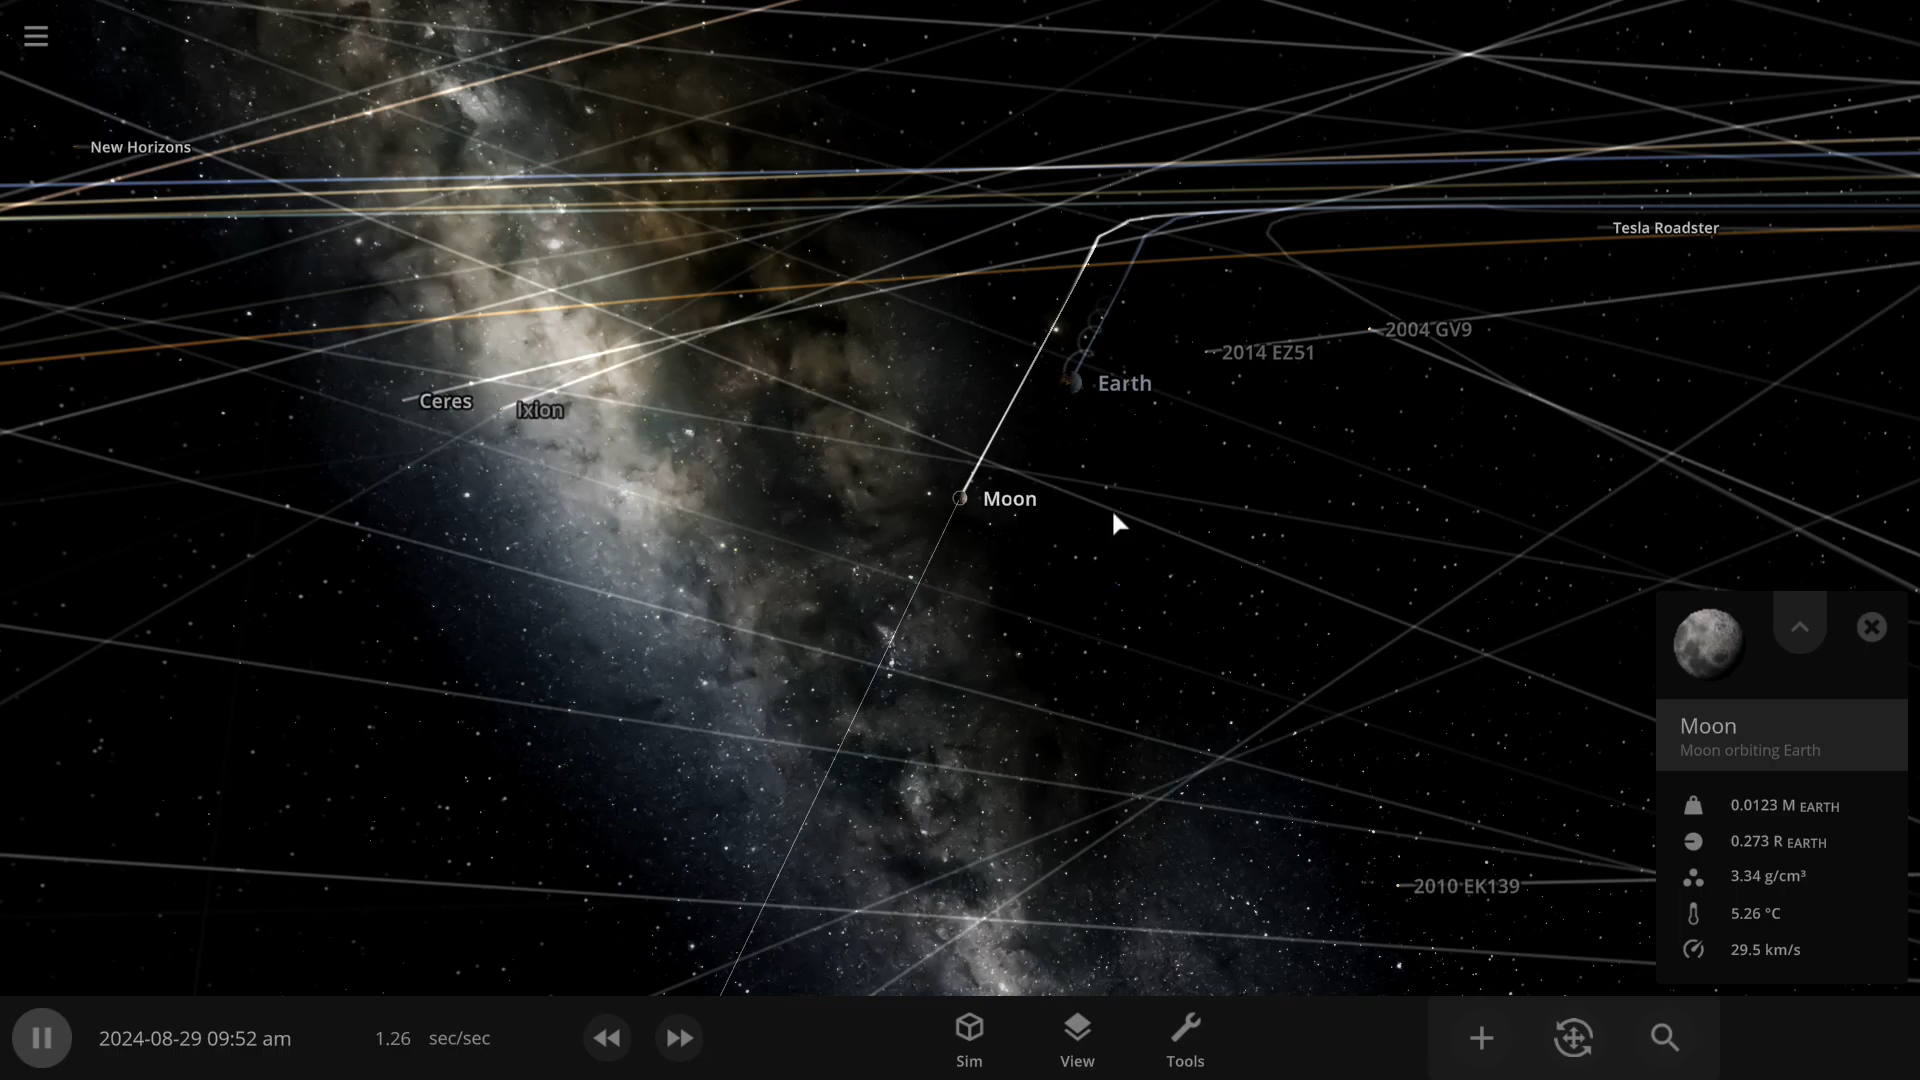 New Horizons
Tesla Roadster
2004 GV9
2014 EZ51
Earth
Ceres
Ixion
Moon
2010 EK139
Moon
Moon orbiting Earth
0.0123 M EARTH
0.273 R EARTH
3.34 g/cm³
5.26 °C
29.5 km/s
2024-08-29 09:52 am
1.26 sec/sec
Sim
View
Tools